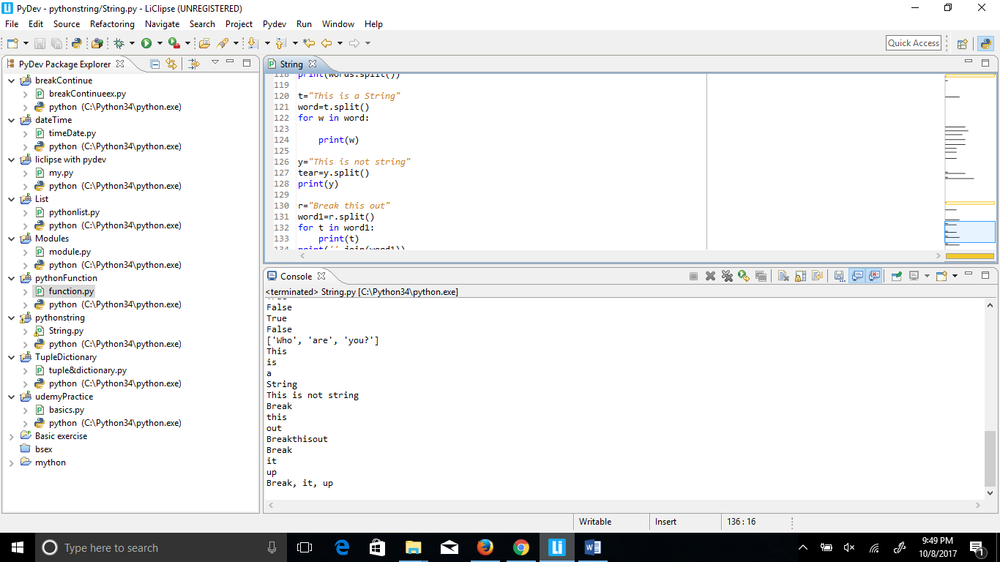 PyDev - pythonstring/String.py - LiClipse (UNREGISTERED)
File Edit Source Refactoring Navigate Search Project Pydev Run Window Help
Quick Access
PyDev Package Explorer
breakContinue
breakContinueex.py
python (C:\Python34\python.exe)
dateTime
timeDate.py
python (C:\Python34\python.exe)
liclipse with pydev
my.py
python (C:\Python34\python.exe)
List
pythonlist.py
python (C:\Python34\python.exe)
Modules
module.py
python (C:\Python34\python.exe)
pythonFunction
function.py
python (C:\Python34\python.exe)
pythonstring
String.py
python (C:\Python34\python.exe)
TupleDictionary
tuple&dictionary.py
python (C:\Python34\python.exe)
udemyPractice
basics.py
python (C:\Python34\python.exe)
Basic exercise
bsex
mython
String
118 print(words.split())
119
120 t="This is a String"
121 word=t.split()
122 for w in word:
123
124     print(w)
125
126 y="This is not string"
127 tear=y.split()
128 print(y)
129
130 r="Break this out"
131 word1=r.split()
132 for t in word1:
133     print(t)
134 print(''.join(word1))
Console
<terminated> String.py [C:\Python34\python.exe]
True
False
True
False
['Who', 'are', 'you?']
This
is
a
String
This is not string
Break
this
out
Breakthisout
Break
it
up
Break, it, up
Writable Insert 136 : 16
Type here to search
Li
9:49 PM
10/8/2017
1